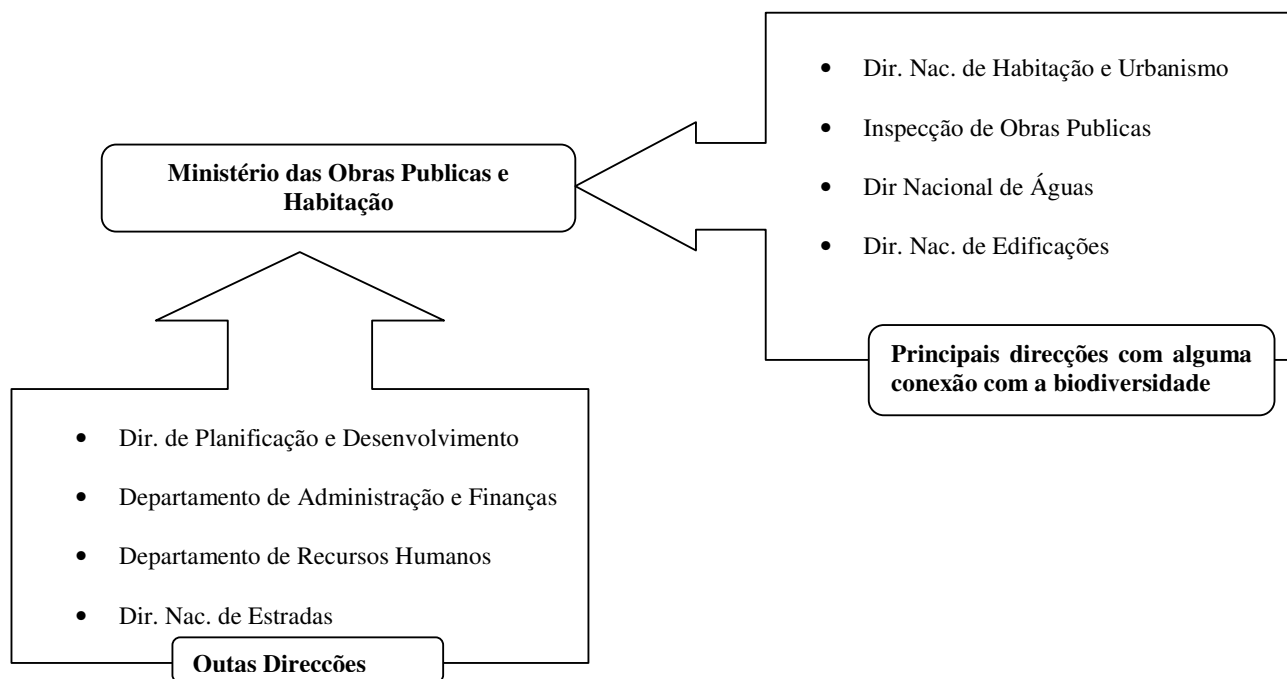 Ministério das Obras Publicas e
Habitação
• Dir. Nac. de Habitação e Urbanismo
• Inspecção de Obras Publicas
• Dir Nacional de Águas
• Dir. Nac. de Edificações
Principais direcções com alguma
conexão com a biodiversidade
• Dir. de Planificação e Desenvolvimento
• Departamento de Administração e Finanças
• Departamento de Recursos Humanos
• Dir. Nac. de Estradas
Outas Direccões